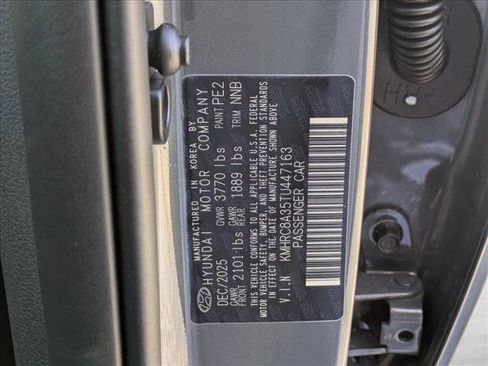 MANUFACTURED IN KOREA BY
HYUNDAI MOTOR COMPANY
DEC/2025 GVWR 3770 lbs PAINT PE2
GAWR FRONT 2101 lbs GAWR REAR 1889 lbs TRIM NNB
THIS VEHICLE CONFORMS TO ALL APPLICABLE U.S.A. FEDERAL
MOTOR VEHICLE SAFETY, BUMPER, AND THEFT PREVENTION STANDARDS
IN EFFECT ON THE DATE OF MANUFACTURE SHOWN ABOVE.
V.I.N KMHRC8A35TU447163
PASSENGER CAR